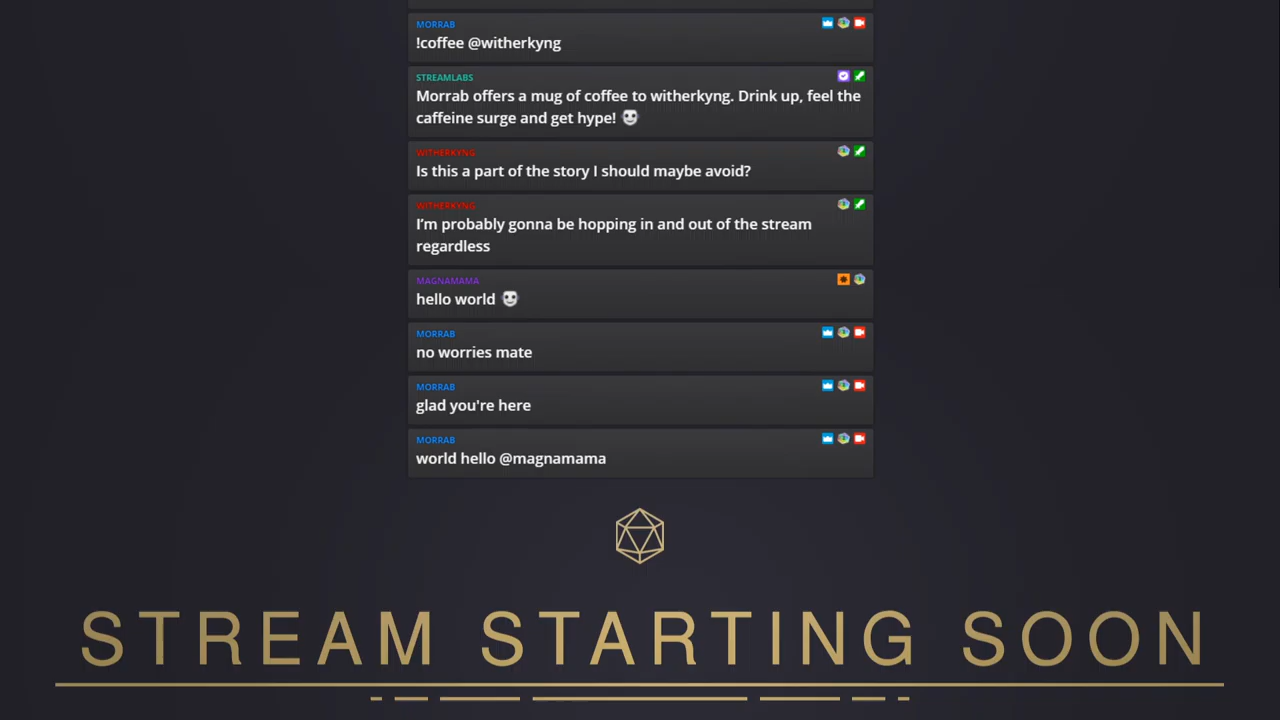 MORRAB
!coffee @witherkyng
STREAMLABS
Morrab offers a mug of coffee to witherkyng. Drink up, feel the
caffeine surge and get hype!
WITHERKYNG
Is this a part of the story I should maybe avoid?
WITHERKYNG
I'm probably gonna be hopping in and out of the stream
regardless
MAGNAMAMA
hello world
MORRAB
no worries mate
MORRAB
glad you're here
MORRAB
world hello @magnamama
STREAM STARTING SOON